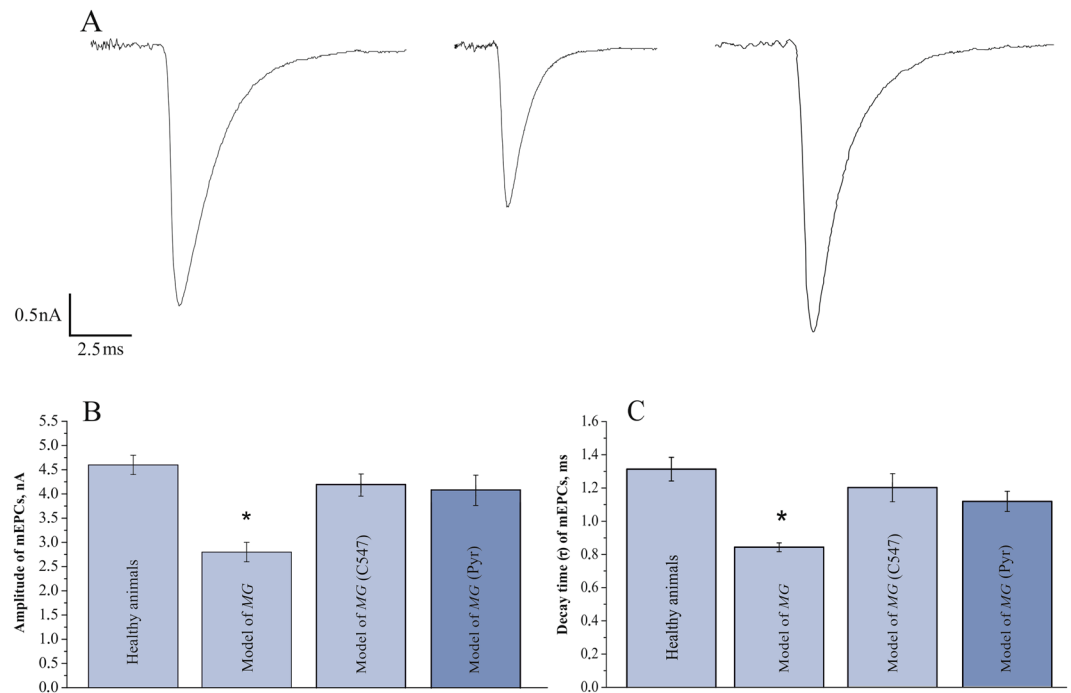 A
0.5nA
2.5ms
B
Amplitude of mEPCs, nA
5.5
5.0
4.5
4.0
3.5
3.0
2.5
2.0
1.5
1.0
0.5
0.0
Healthy animals
*
Model of MG
Model of MG (C547)
Model of MG (Pyr)
C
Decay time (τ) of mEPCs, ms
1.6
1.4
1.2
1.0
0.8
0.6
0.4
0.2
0.0
Healthy animals
*
Model of MG
Model of MG (C547)
Model of MG (Pyr)